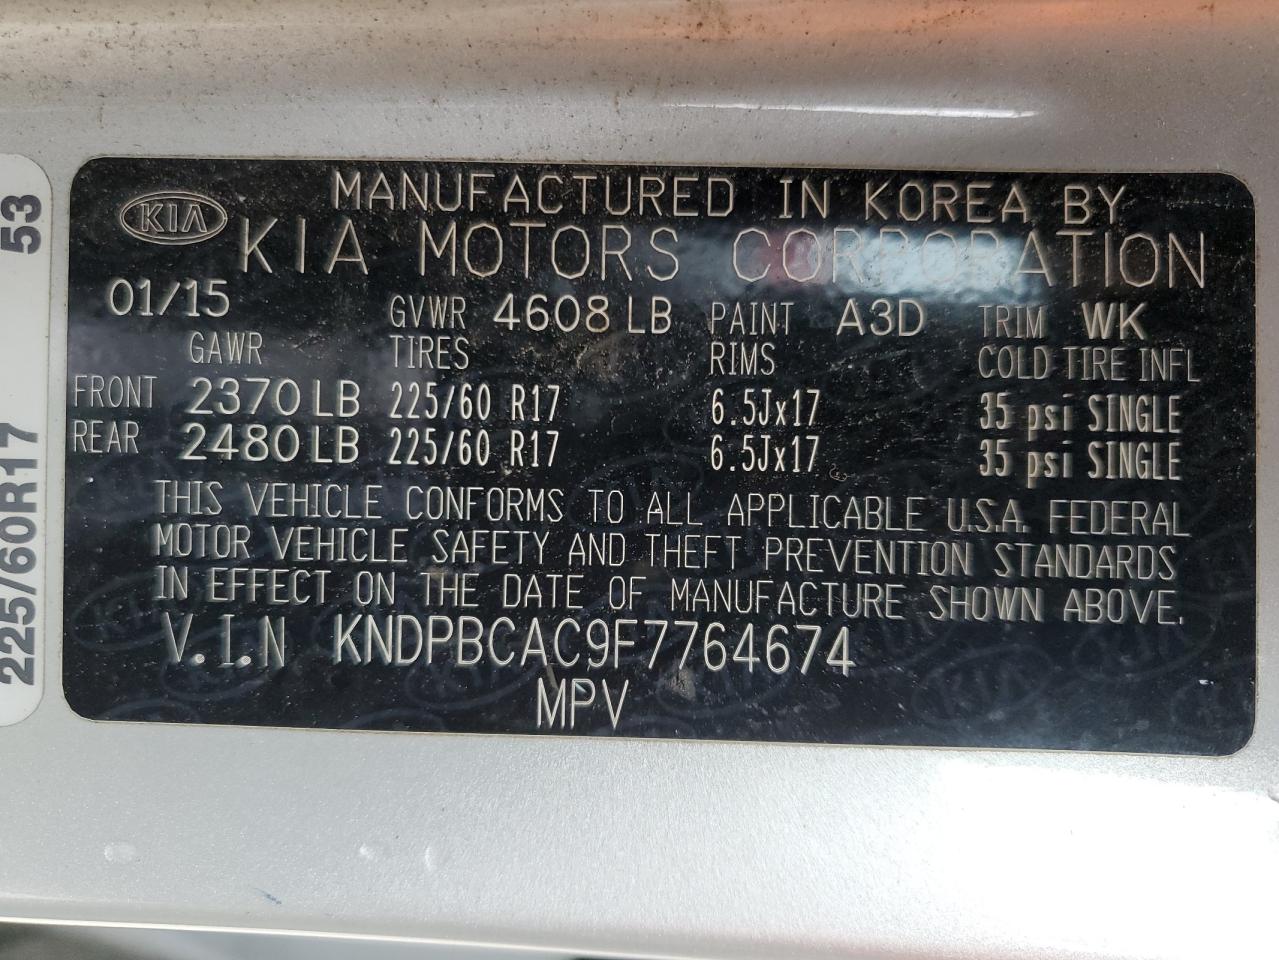 MANUFACTURED IN KOREA BY
KIA
KIA MOTORS CORPORATION
01/15 GVWR 4608 LB PAINT A3D TRIM WK
GAWR TIRES RIMS COLD TIRE INFL
FRONT 2370 LB 225/60 R17 6.5Jx17 35 psi SINGLE
REAR 2480 LB 225/60 R17 6.5Jx17 35 psi SINGLE
THIS VEHICLE CONFORMS TO ALL APPLICABLE U.S.A. FEDERAL
MOTOR VEHICLE SAFETY AND THEFT PREVENTION STANDARDS
IN EFFECT ON THE DATE OF MANUFACTURE SHOWN ABOVE.
V.I.N KNDPBCAC9F7764674
MPV
225/60R17 53